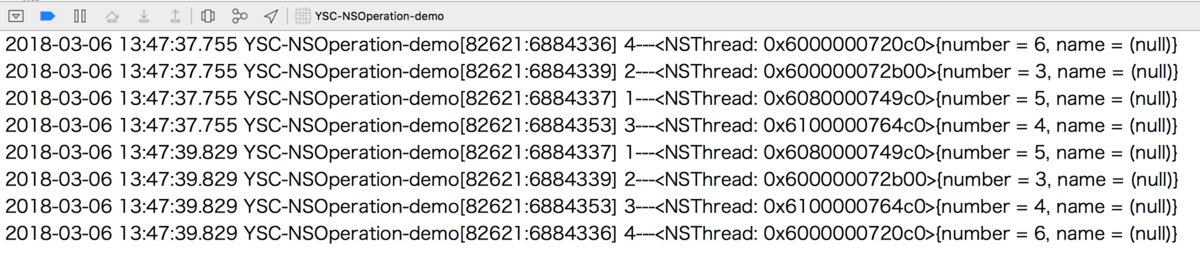 YSC-NSOperation-demo
2018-03-06 13:47:37.755 YSC-NSOperation-demo[82621:6884336] 4---<NSThread: 0x6000000720c0>{number = 6, name = (null)}
2018-03-06 13:47:37.755 YSC-NSOperation-demo[82621:6884339] 2---<NSThread: 0x600000072b00>{number = 3, name = (null)}
2018-03-06 13:47:37.755 YSC-NSOperation-demo[82621:6884337] 1---<NSThread: 0x6080000749c0>{number = 5, name = (null)}
2018-03-06 13:47:37.755 YSC-NSOperation-demo[82621:6884353] 3---<NSThread: 0x6100000764c0>{number = 4, name = (null)}
2018-03-06 13:47:39.829 YSC-NSOperation-demo[82621:6884337] 1---<NSThread: 0x6080000749c0>{number = 5, name = (null)}
2018-03-06 13:47:39.829 YSC-NSOperation-demo[82621:6884339] 2---<NSThread: 0x600000072b00>{number = 3, name = (null)}
2018-03-06 13:47:39.829 YSC-NSOperation-demo[82621:6884353] 3---<NSThread: 0x6100000764c0>{number = 4, name = (null)}
2018-03-06 13:47:39.829 YSC-NSOperation-demo[82621:6884336] 4---<NSThread: 0x6000000720c0>{number = 6, name = (null)}